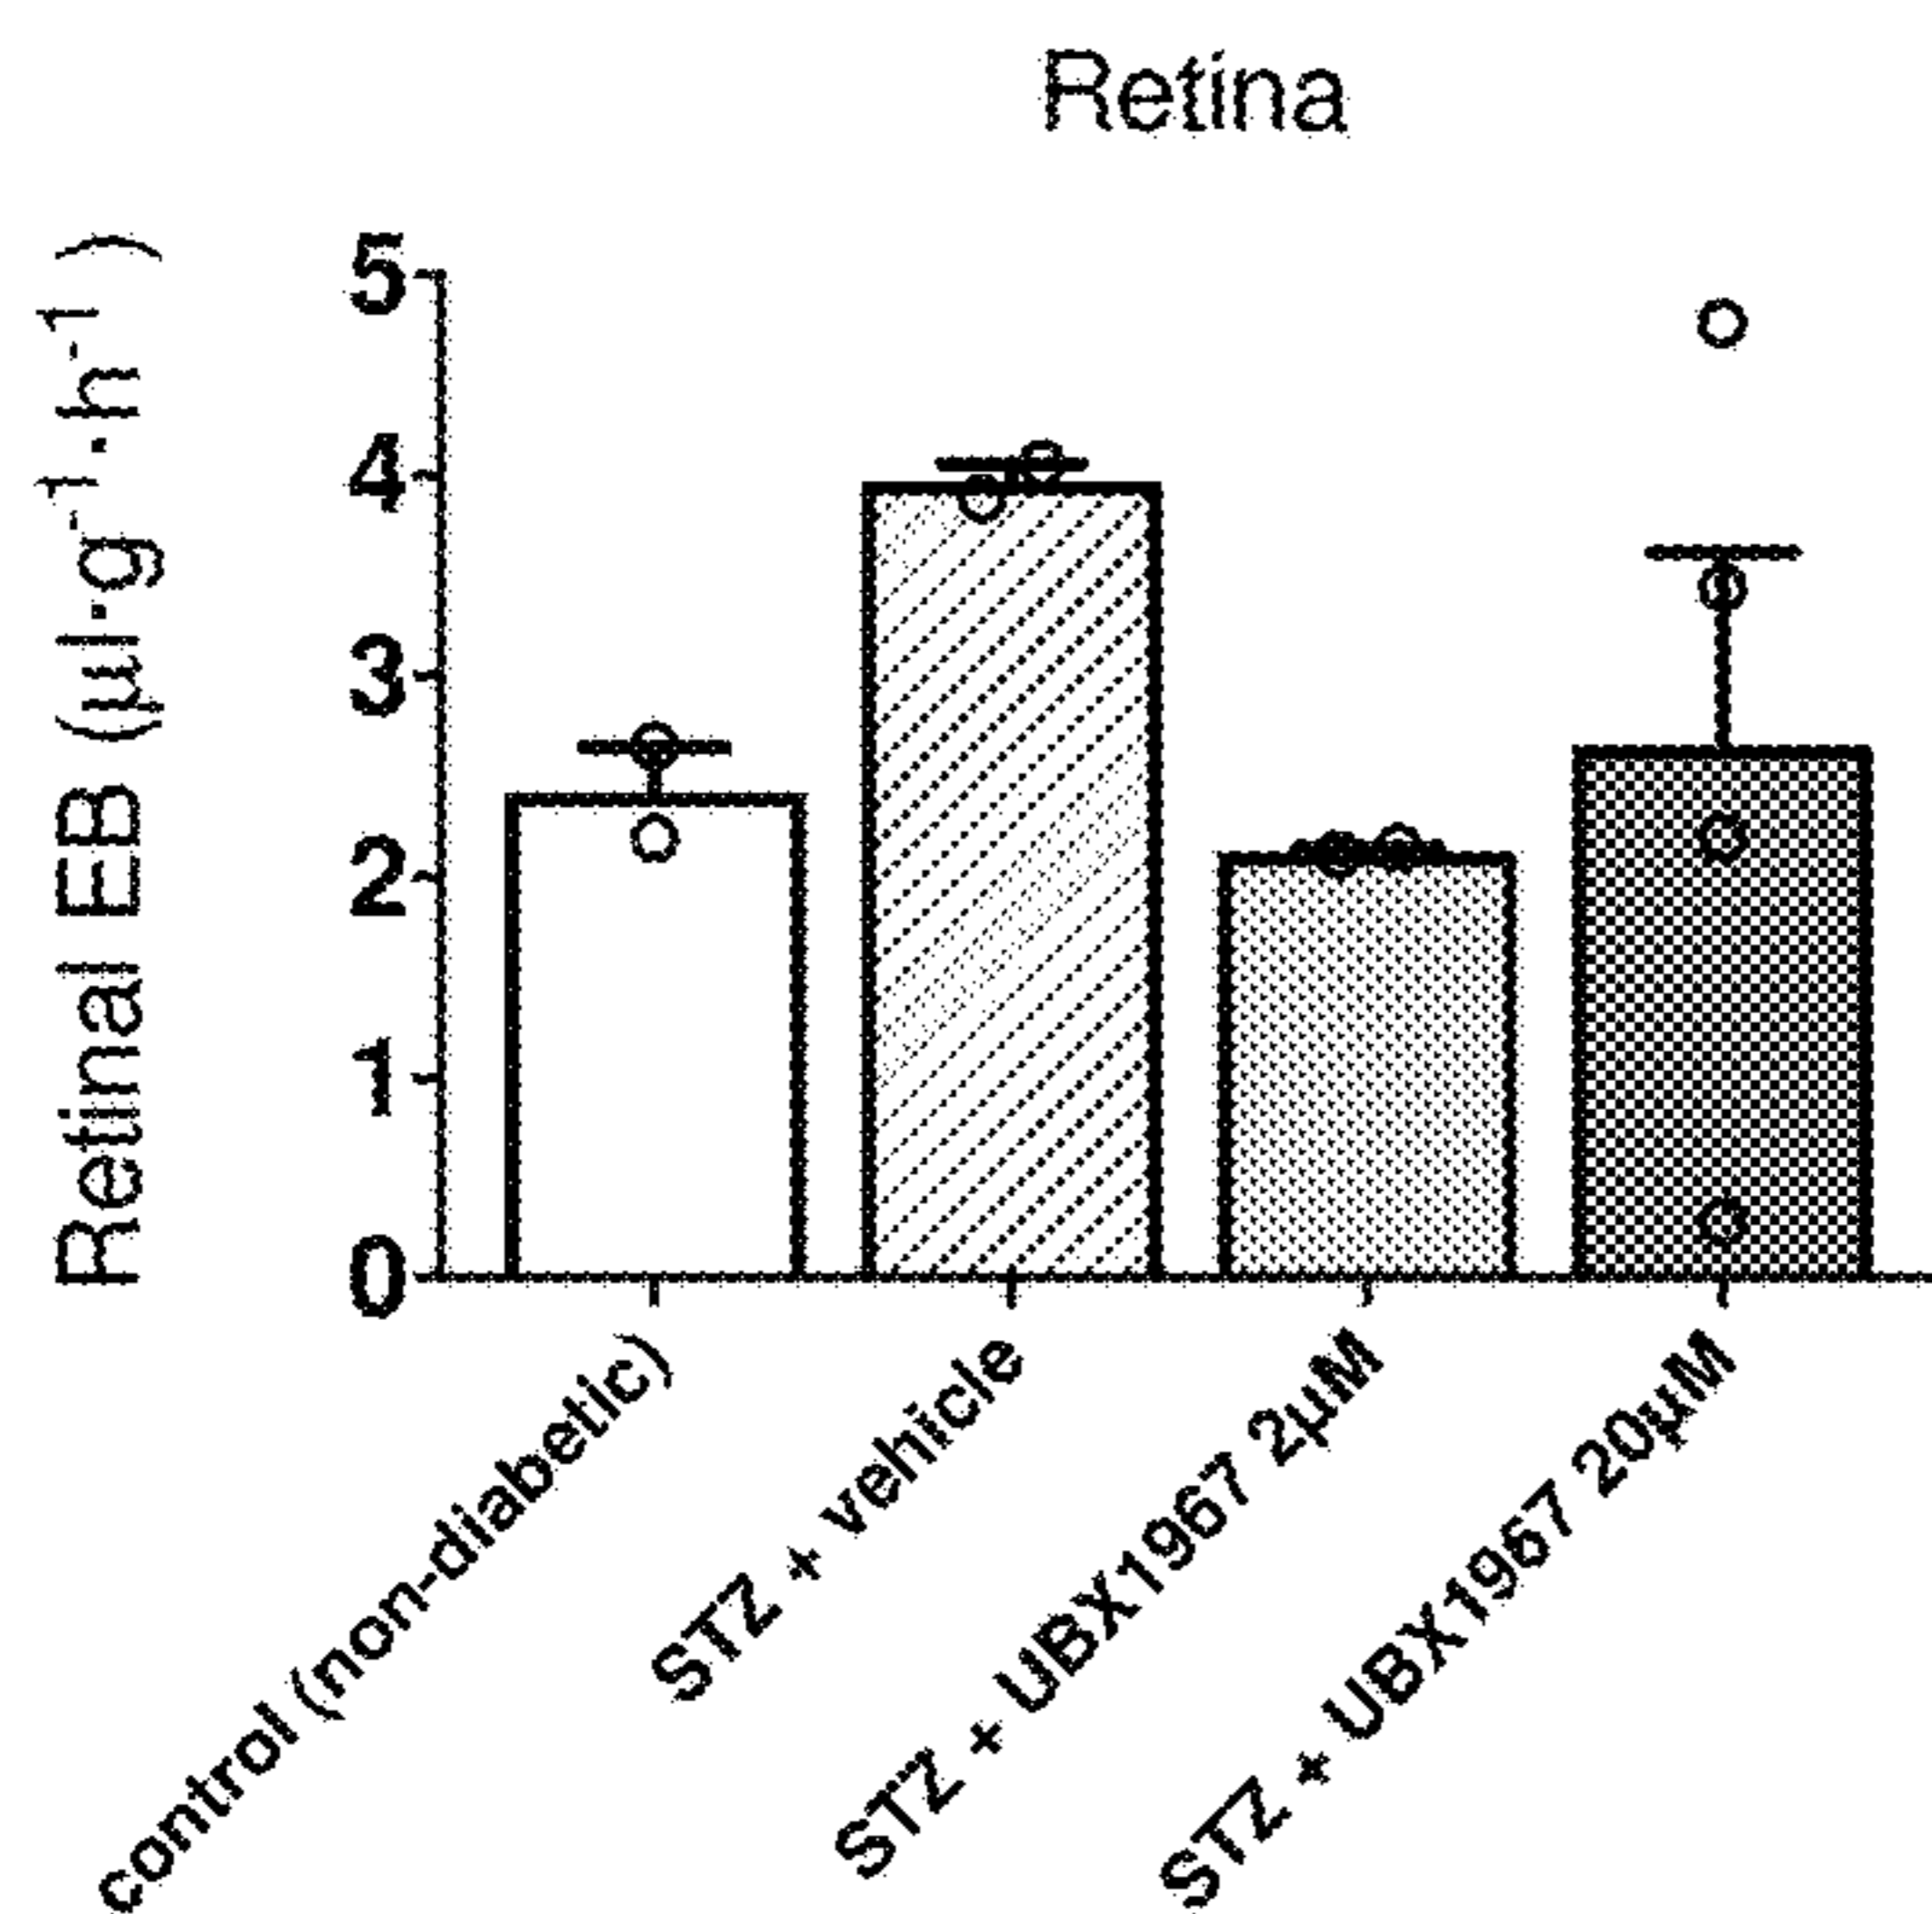 Retina
Retinal EB (µl·g⁻¹·h⁻¹ )
5
4
3
2
1
0
control (non-diabetic)
STZ + vehicle
STZ + UBX1967 2µM
STZ + UBX1967 20µM